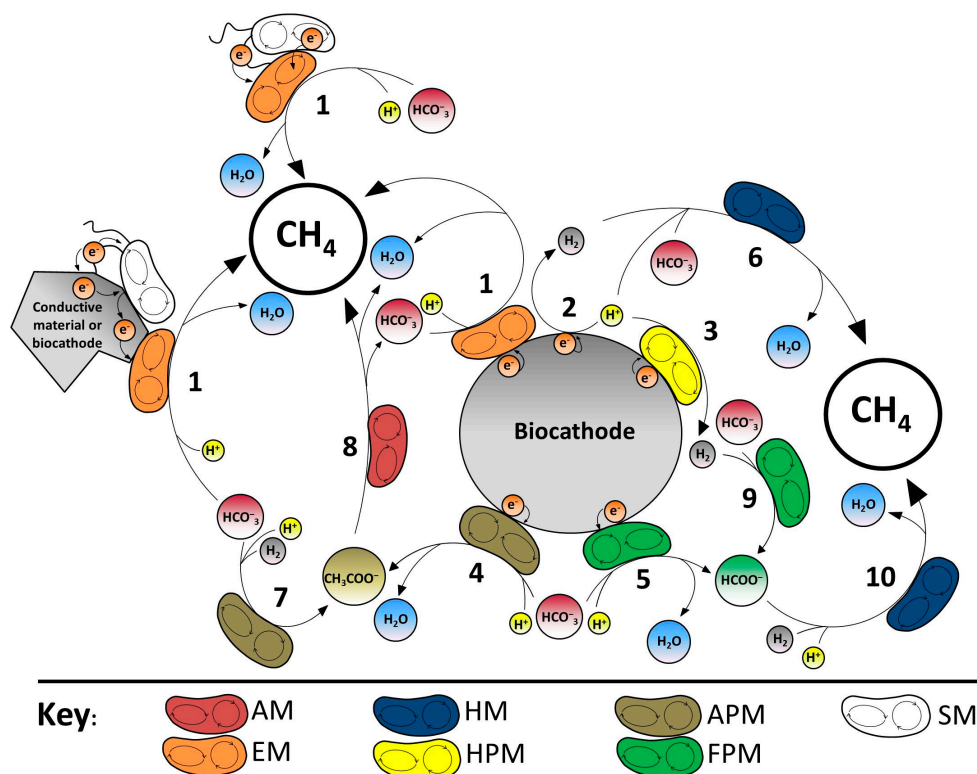 e-
e-
1
H+
HCO-3
H2O
CH4
e-
e-
e-
Conductive
material or
biocathode
H2O
1
H+
HCO-3
H+
H2
7
H2O
HCO-3
H+
1
8
CH3COO-
H2
2
H+
HCO-3
6
H2O
CH4
e-
e-
e-
3
Biocathode
H2
HCO-3
9
e-
e-
4
5
H2O
H+
HCO-3
H+
H2O
HCOO-
H2O
10
H2
H+
Key:
AM
HM
APM
SM
EM
HPM
FPM